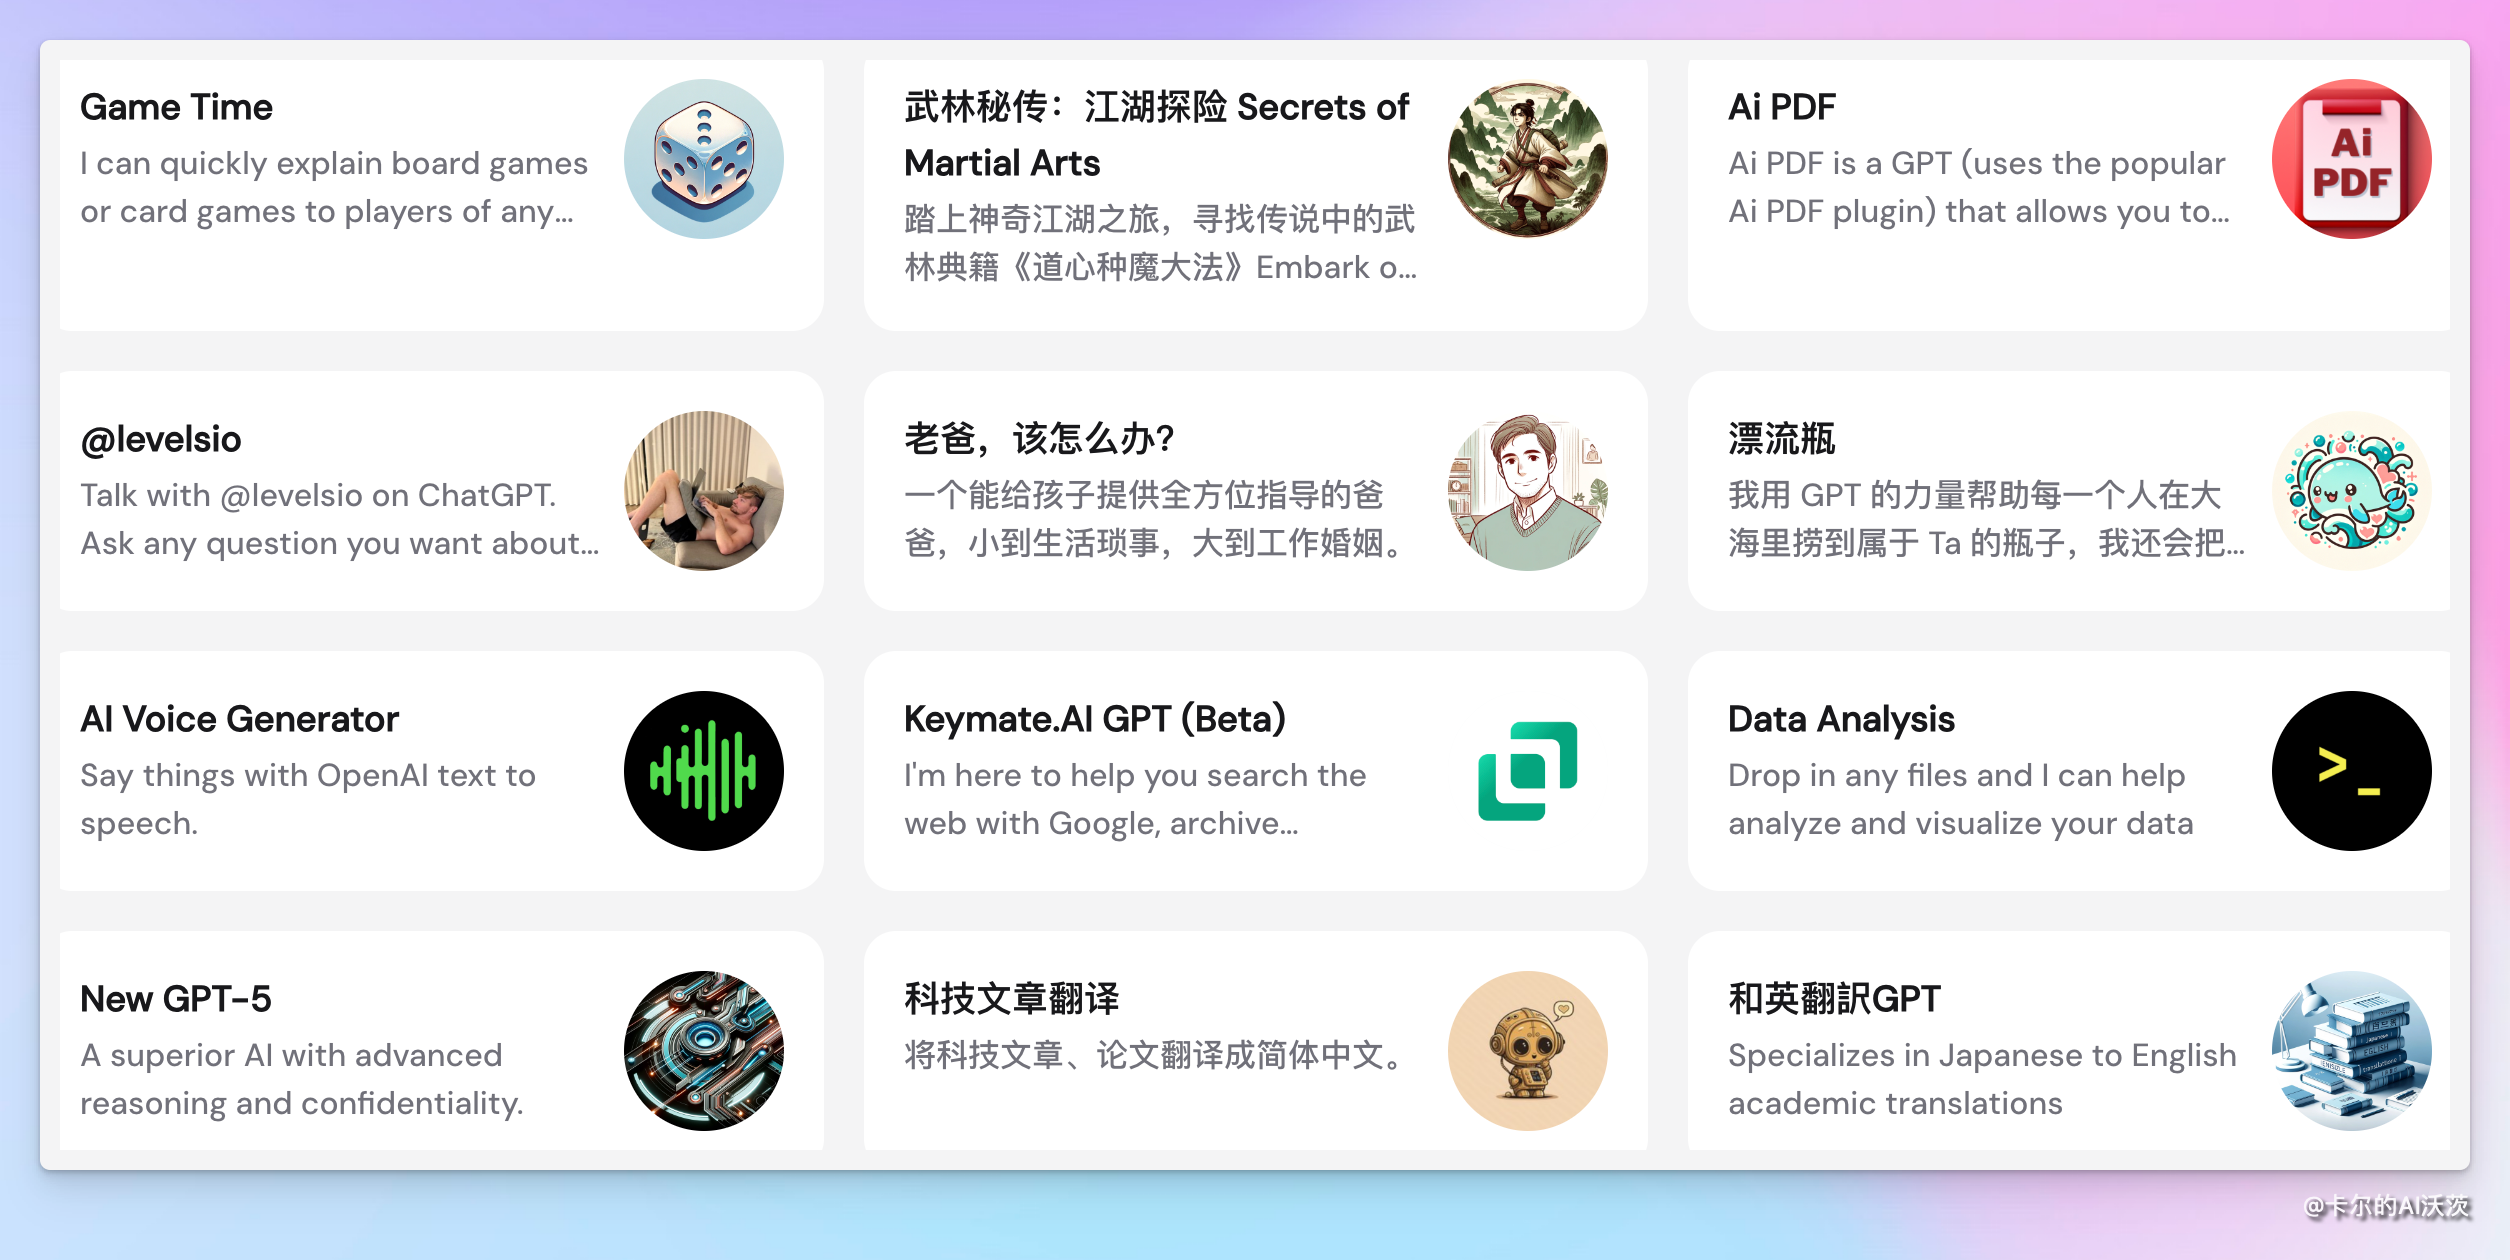 Game Time
I can quickly explain board games
or card games to players of any...
武林秘传：江湖探险 Secrets of
Martial Arts
踏上神奇江湖之旅，寻找传说中的武
林典籍《道心种魔大法》Embark o...
Ai PDF
Ai PDF is a GPT (uses the popular
Ai PDF plugin) that allows you to...
Ai
PDF
@levelsio
Talk with @levelsio on ChatGPT.
Ask any question you want about...
老爸，该怎么办?
一个能给孩子提供全方位指导的爸
爸，小到生活琐事，大到工作婚姻。
漂流瓶
我用 GPT 的力量帮助每一个人在大
海里捞到属于 Ta 的瓶子，我还会把...
AI Voice Generator
Say things with OpenAI text to
speech.
Keymate.AI GPT (Beta)
I'm here to help you search the
web with Google, archive...
Data Analysis
Drop in any files and I can help
analyze and visualize your data
>_
New GPT-5
A superior AI with advanced
reasoning and confidentiality.
科技文章翻译
将科技文章、论文翻译成简体中文。
和英翻訳GPT
Specializes in Japanese to English
academic translations
@卡尔的AI沃茨